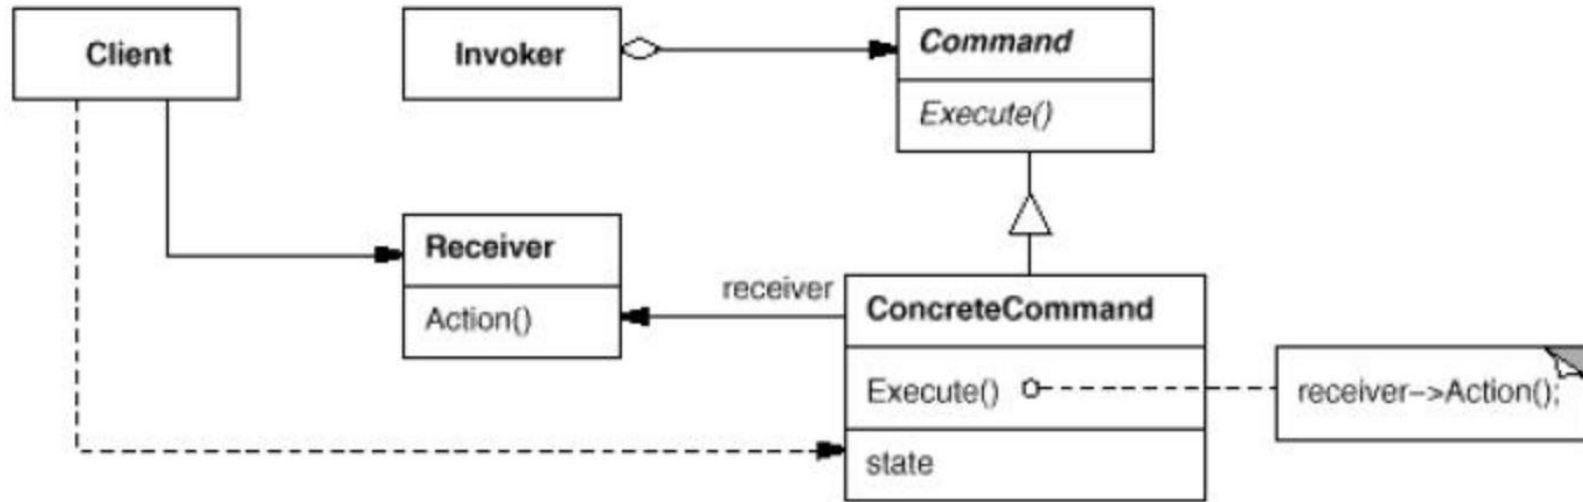 Client
Invoker
Command
Execute()
Receiver
Action()
receiver
ConcreteCommand
Execute()
receiver–>Action();
state